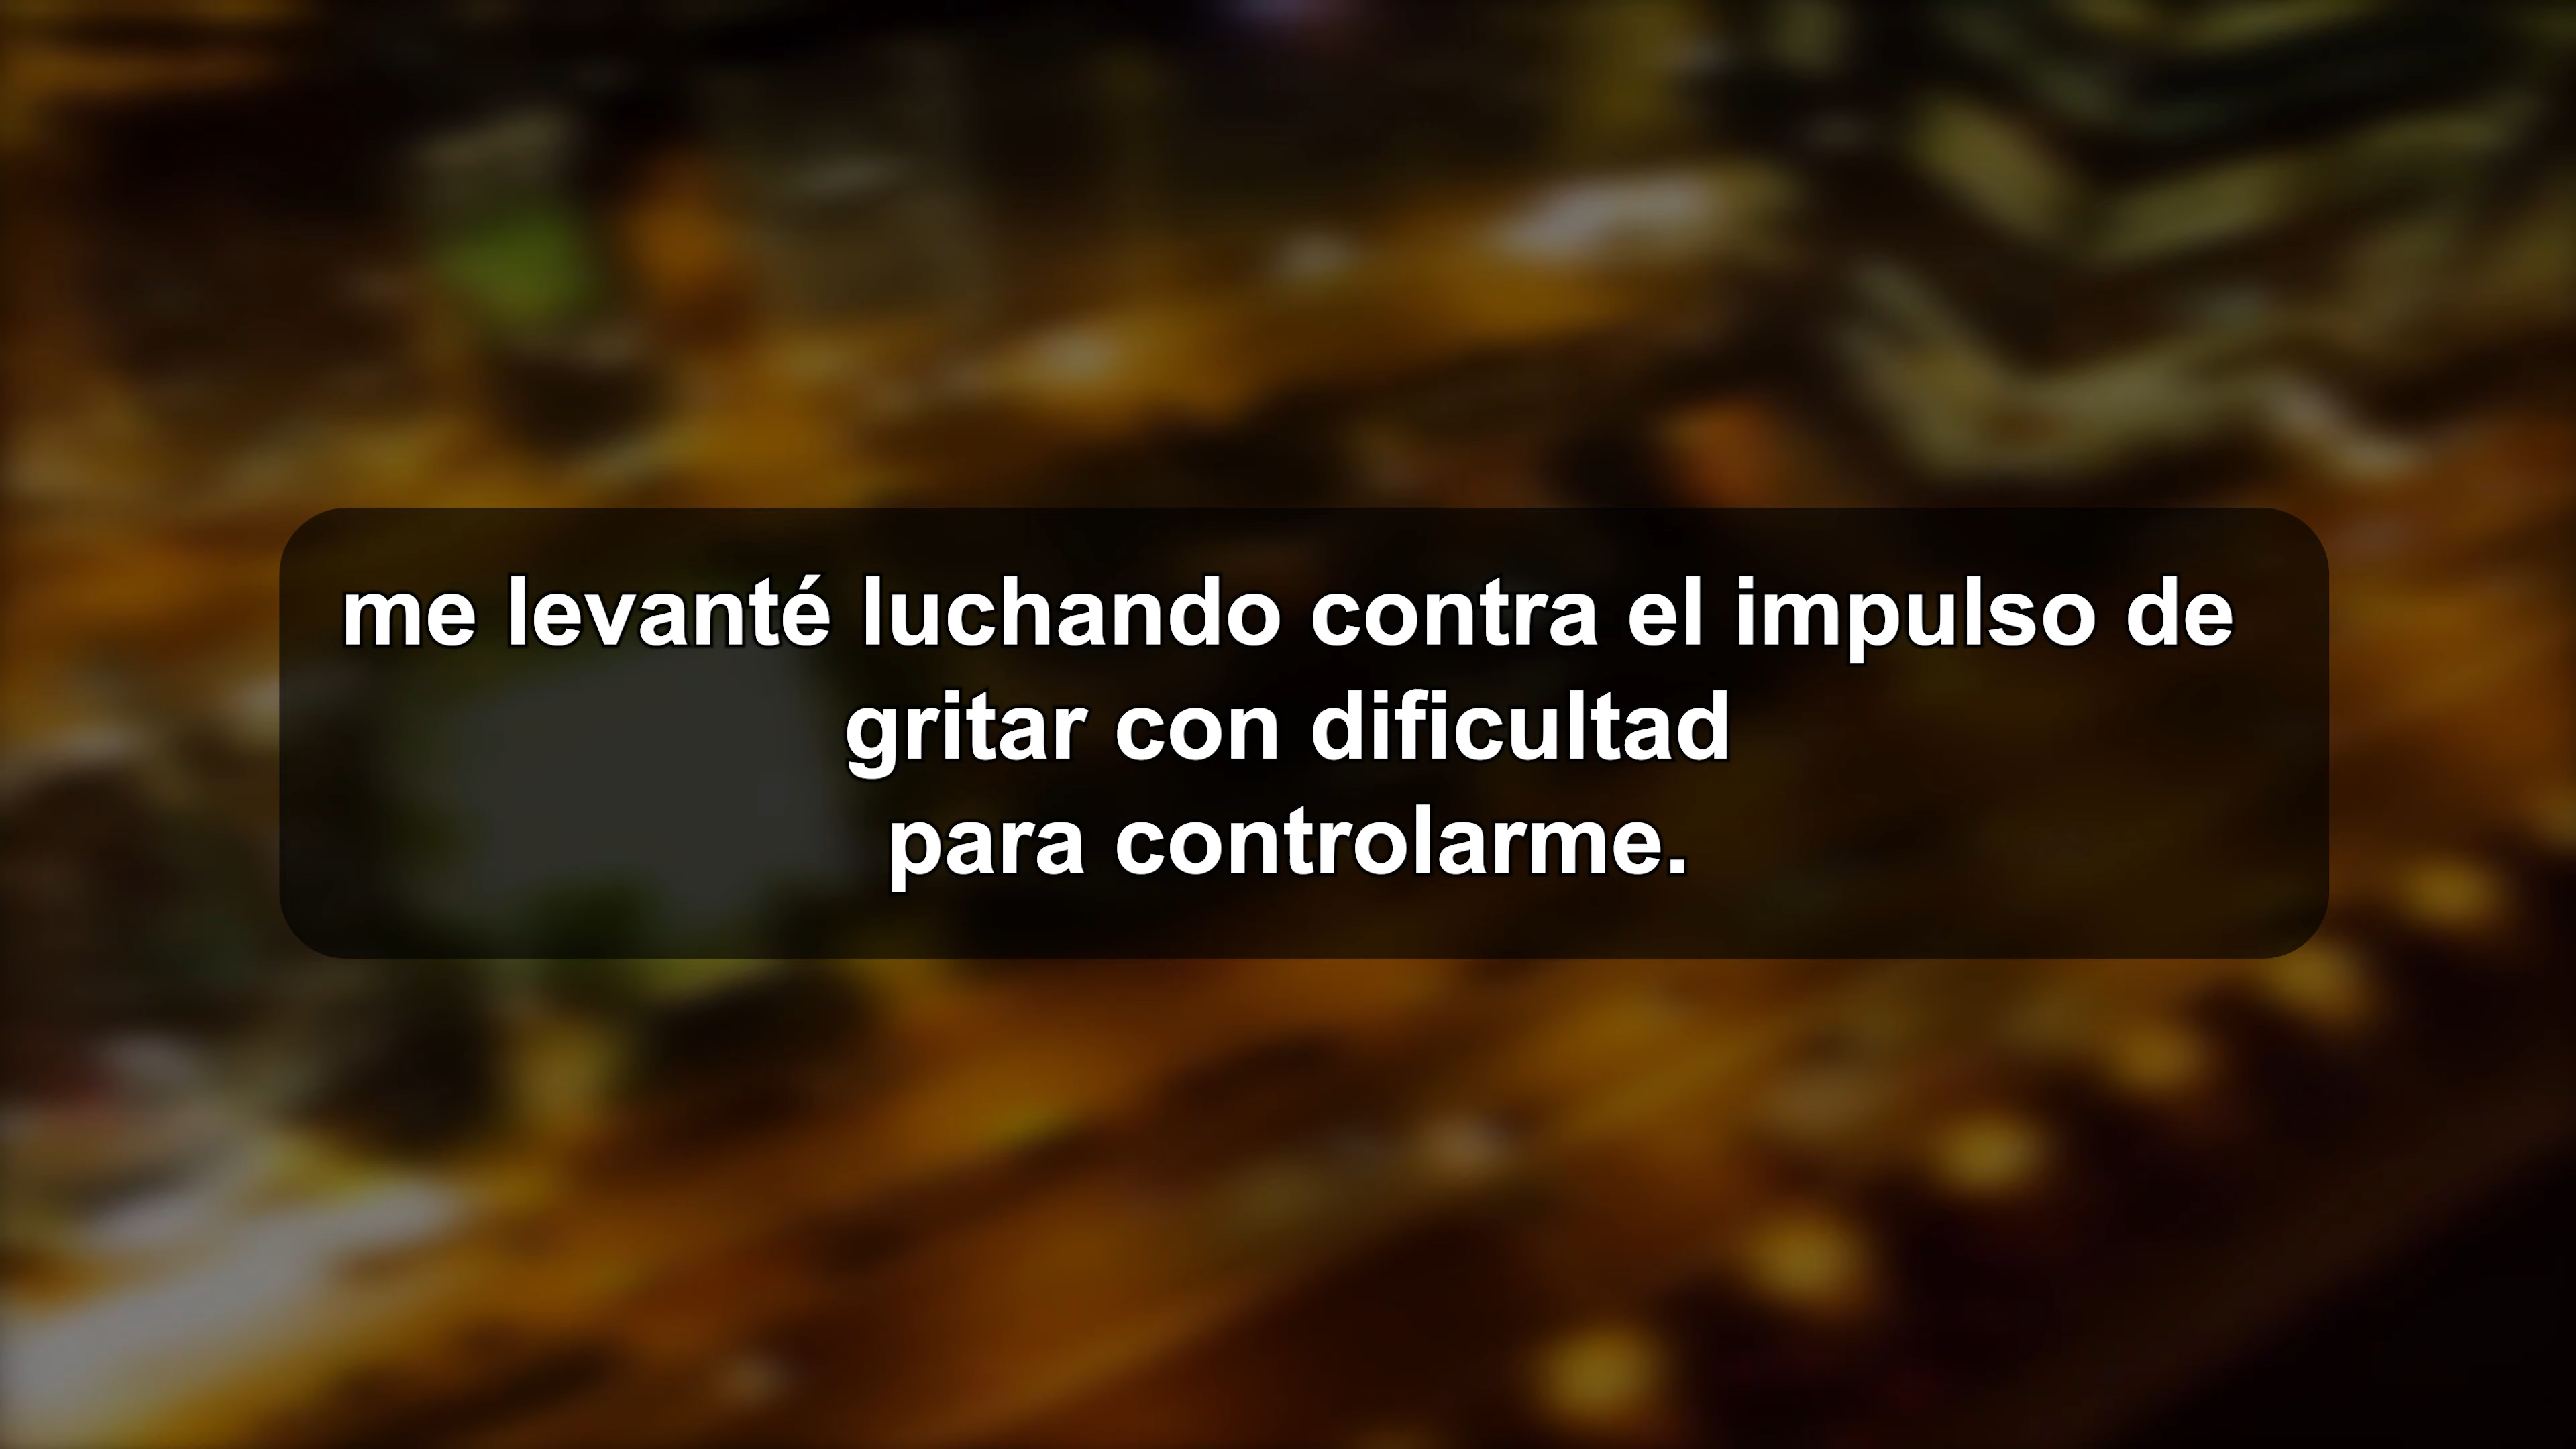 me levanté luchando contra el impulso de
gritar con dificultad
para controlarme.